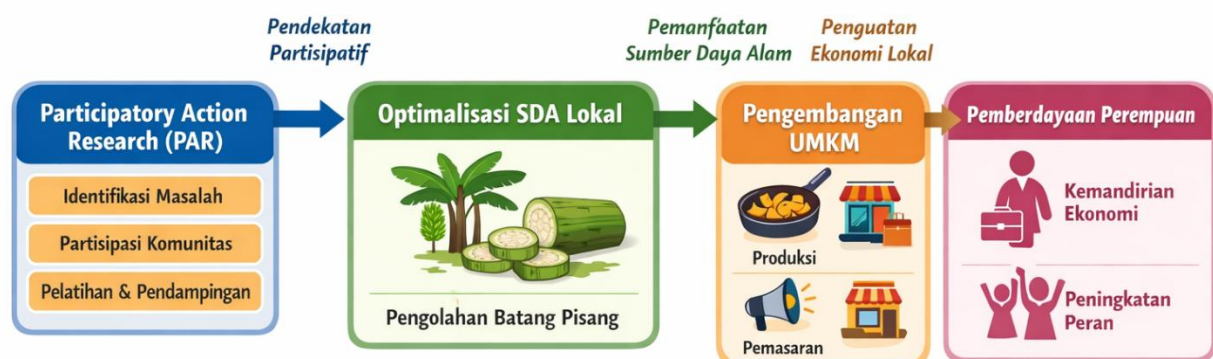 Pendekatan
Partisipatif
Pemanfaatan
Sumber Daya Alam
Penguatan
Ekonomi Lokal
Participatory Action
Research (PAR)
Identifikasi Masalah
Partisipasi Komunitas
Pelatihan & Pendampingan
Optimalisasi SDA Lokal
Pengolahan Batang Pisang
Pengembangan
UMKM
Produksi
Pemasaran
Pemberdayaan Perempuan
Kemandirian
Ekonomi
Peningkatan
Peran